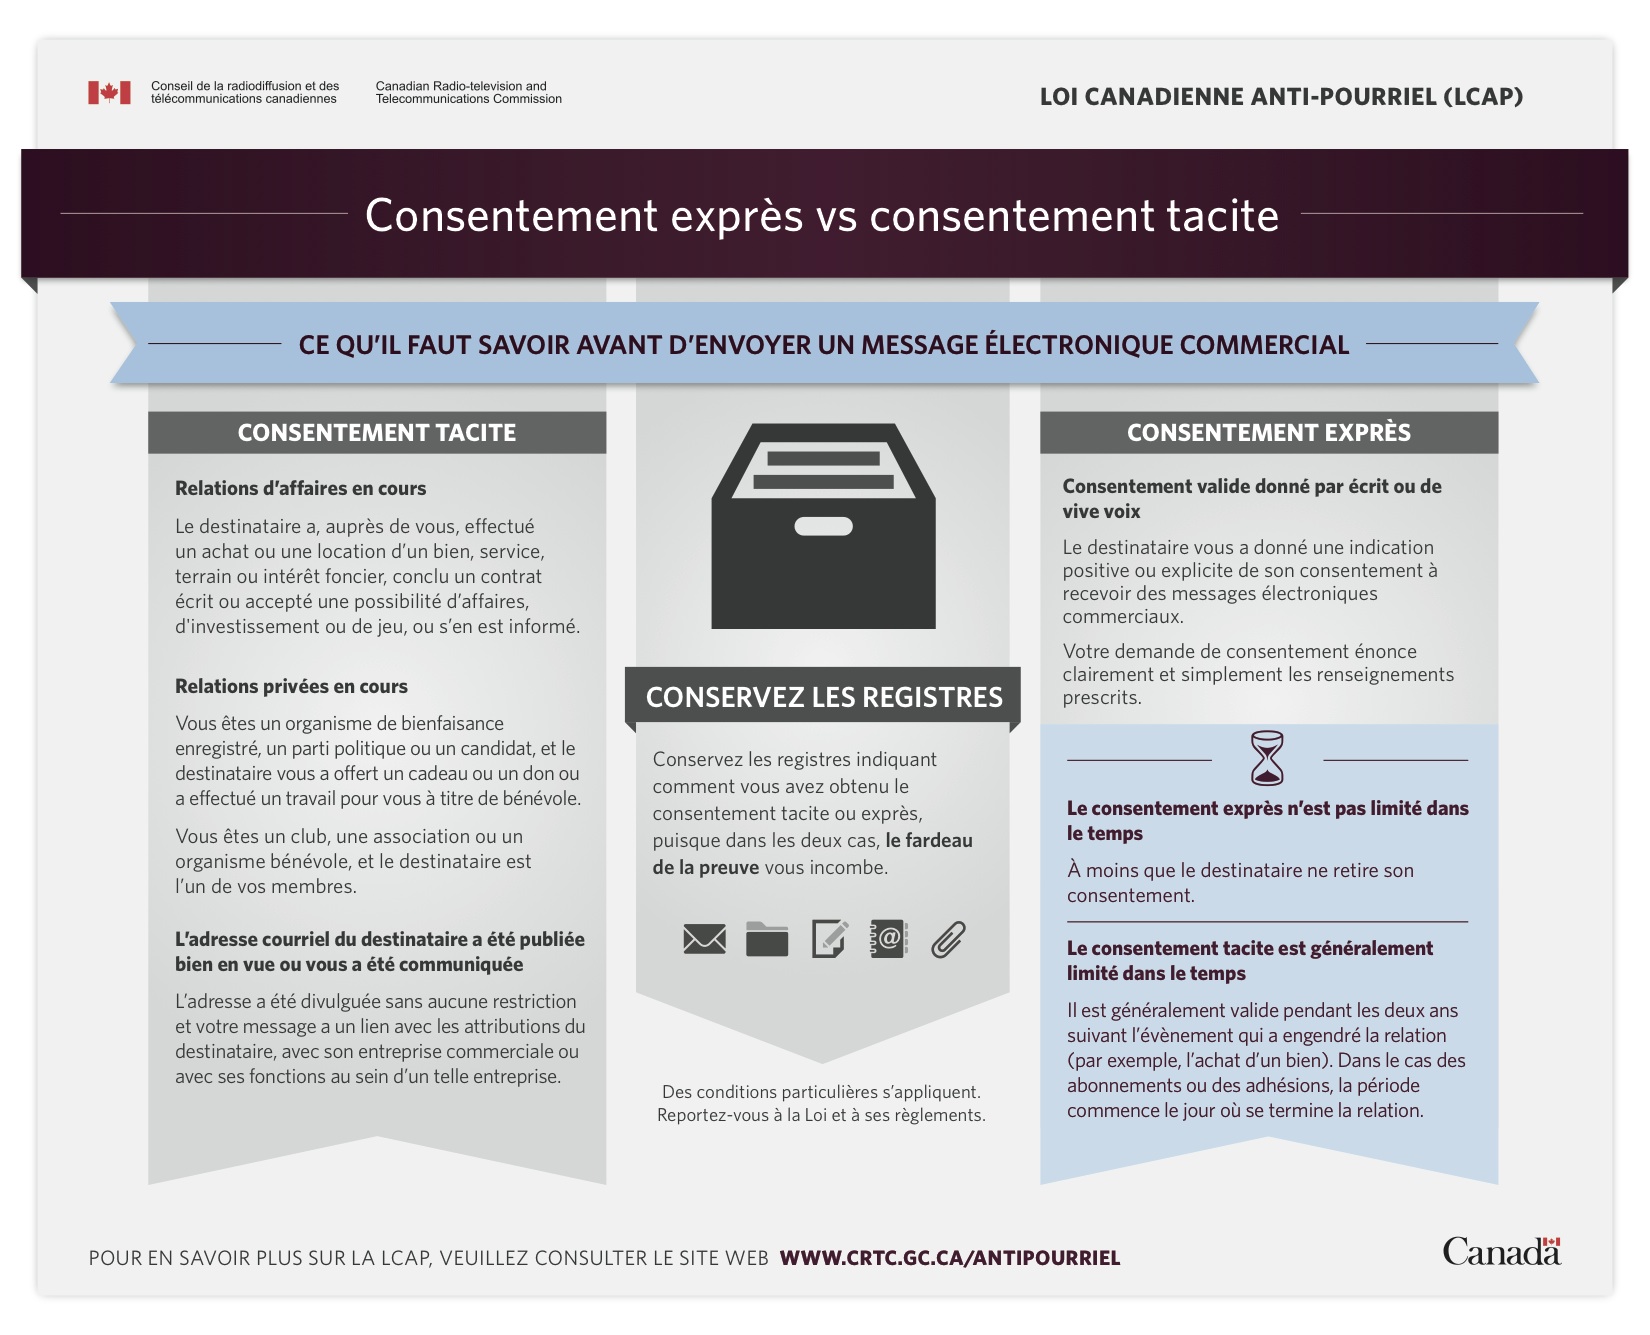 Conseil de la radiodiffusion et des
télécommunications canadiennes
Canadian Radio-television and
Telecommunications Commission
LOI CANADIENNE ANTI-POURRIEL (LCAP)
Consentement exprès vs consentement tacite
CE QU'IL FAUT SAVOIR AVANT D'ENVOYER UN MESSAGE ÉLECTRONIQUE COMMERCIAL
CONSENTEMENT TACITE
Relations d'affaires en cours
Le destinataire a, auprès de vous, effectué
un achat ou une location d'un bien, service,
terrain ou intérêt foncier, conclu un contrat
écrit ou accepté une possibilité d'affaires,
d'investissement ou de jeu, ou s'en est informé.
Relations privées en cours
Vous êtes un organisme de bienfaisance
enregistré, un parti politique ou un candidat, et le
destinataire vous a offert un cadeau ou un don ou
a effectué un travail pour vous à titre de bénévole.
Vous êtes un club, une association ou un
organisme bénévole, et le destinataire est
l'un de vos membres.
L'adresse courriel du destinataire a été publiée
bien en vue ou vous a été communiquée
L'adresse a été divulguée sans aucune restriction
et votre message a un lien avec les attributions du
destinataire, avec son entreprise commerciale ou
avec ses fonctions au sein d'un telle entreprise.
CONSERVEZ LES REGISTRES
Conservez les registres indiquant
comment vous avez obtenu le
consentement tacite ou exprès,
puisque dans les deux cas, le fardeau
de la preuve vous incombe.
@
Des conditions particulières s'appliquent.
Reportez-vous à la Loi et à ses règlements.
CONSENTEMENT EXPRÈS
Consentement valide donné par écrit ou de
vive voix
Le destinataire vous a donné une indication
positive ou explicite de son consentement à
recevoir des messages électroniques
commerciaux.
Votre demande de consentement énonce
clairement et simplement les renseignements
prescrits.
Le consentement exprès n'est pas limité dans
le temps
À moins que le destinataire ne retire son
consentement.
Le consentement tacite est généralement
limité dans le temps
Il est généralement valide pendant les deux ans
suivant l'évènement qui a engendré la relation
(par exemple, l'achat d'un bien). Dans le cas des
abonnements ou des adhésions, la période
commence le jour où se termine la relation.
POUR EN SAVOIR PLUS SUR LA LCAP, VEUILLEZ CONSULTER LE SITE WEB WWW.CRTC.GC.CA/ANTIPOURRIEL
Canada